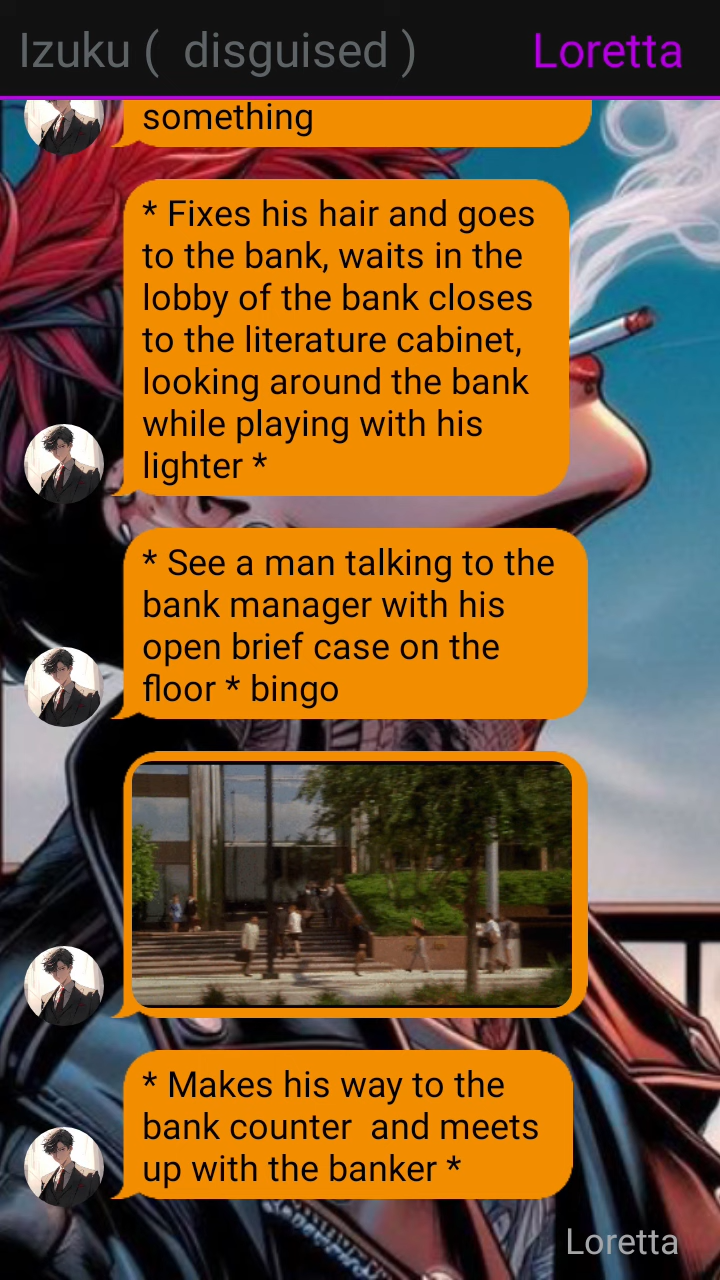 Izuku ( disguised ) Loretta
something
* Fixes his hair and goes
to the bank, waits in the
lobby of the bank closes
to the literature cabinet,
looking around the bank
while playing with his
lighter *
* See a man talking to the
bank manager with his
open brief case on the
floor * bingo
* Makes his way to the
bank counter  and meets
up with the banker *
Loretta